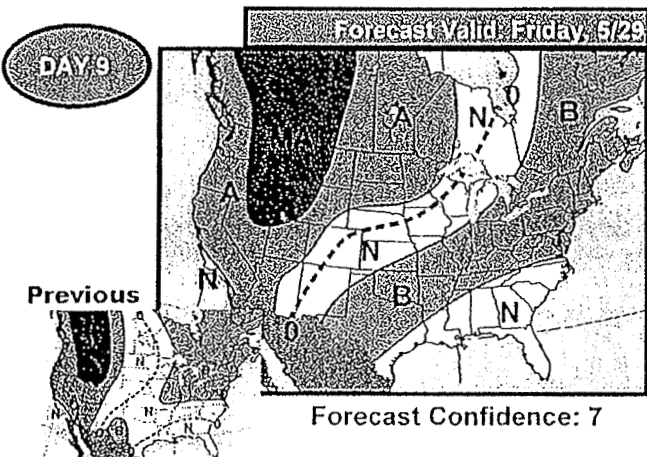 Forecast Valid: Friday, 5/29
DAY 9
0
N
B
A
MA
A
N
N
B
N
0
Previous
N
N
N
N
Forecast Confidence: 7